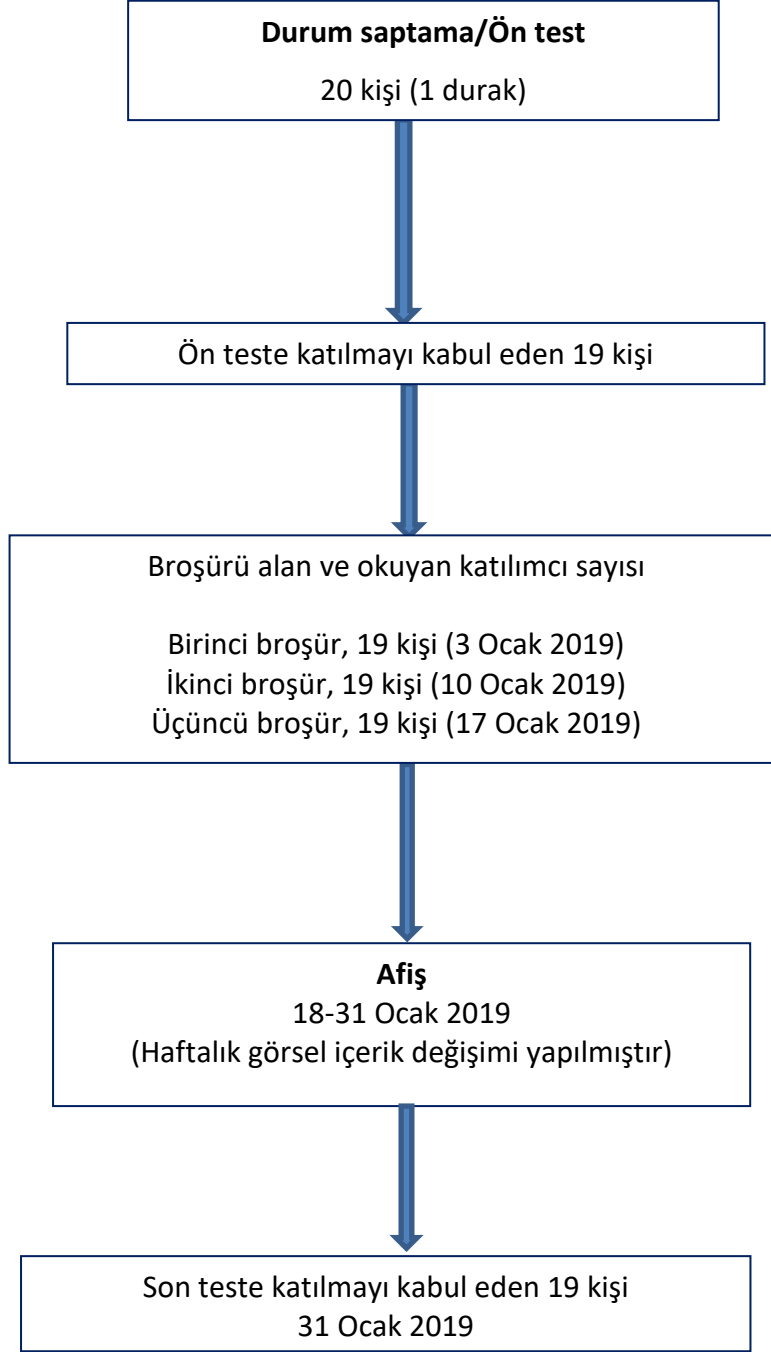 Durum saptama/Ön test
20 kişi (1 durak)
Ön teste katılmayı kabul eden 19 kişi
Broşürü alan ve okuyan katılımcı sayısı
Birinci broşür, 19 kişi (3 Ocak 2019)
İkinci broşür, 19 kişi (10 Ocak 2019)
Üçüncü broşür, 19 kişi (17 Ocak 2019)
Afiş
18-31 Ocak 2019
(Haftalık görsel içerik değişimi yapılmıştır)
Son teste katılmayı kabul eden 19 kişi
31 Ocak 2019